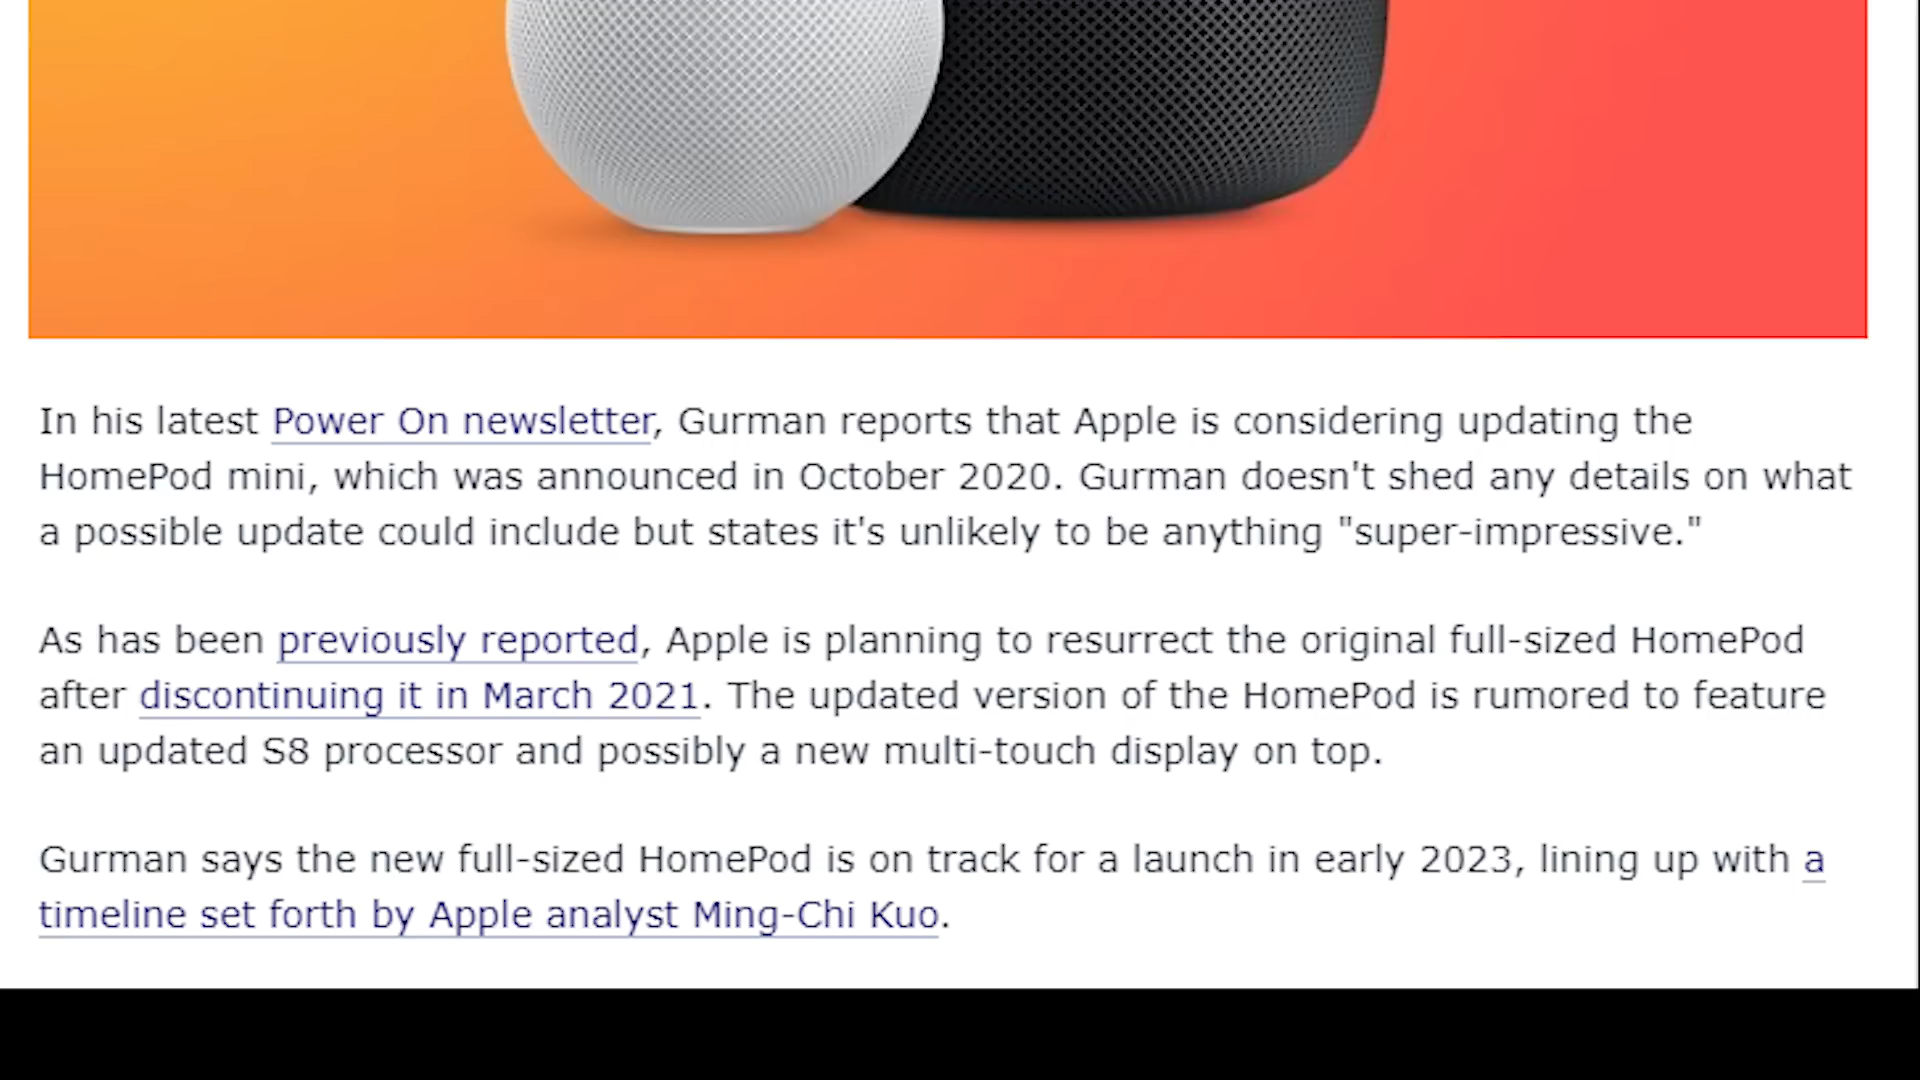 In his latest Power On newsletter, Gurman reports that Apple is considering updating the
HomePod mini, which was announced in October 2020. Gurman doesn't shed any details on what
a possible update could include but states it's unlikely to be anything "super-impressive."
As has been previously reported, Apple is planning to resurrect the original full-sized HomePod
after discontinuing it in March 2021. The updated version of the HomePod is rumored to feature
an updated S8 processor and possibly a new multi-touch display on top.
Gurman says the new full-sized HomePod is on track for a launch in early 2023, lining up with a
timeline set forth by Apple analyst Ming-Chi Kuo.